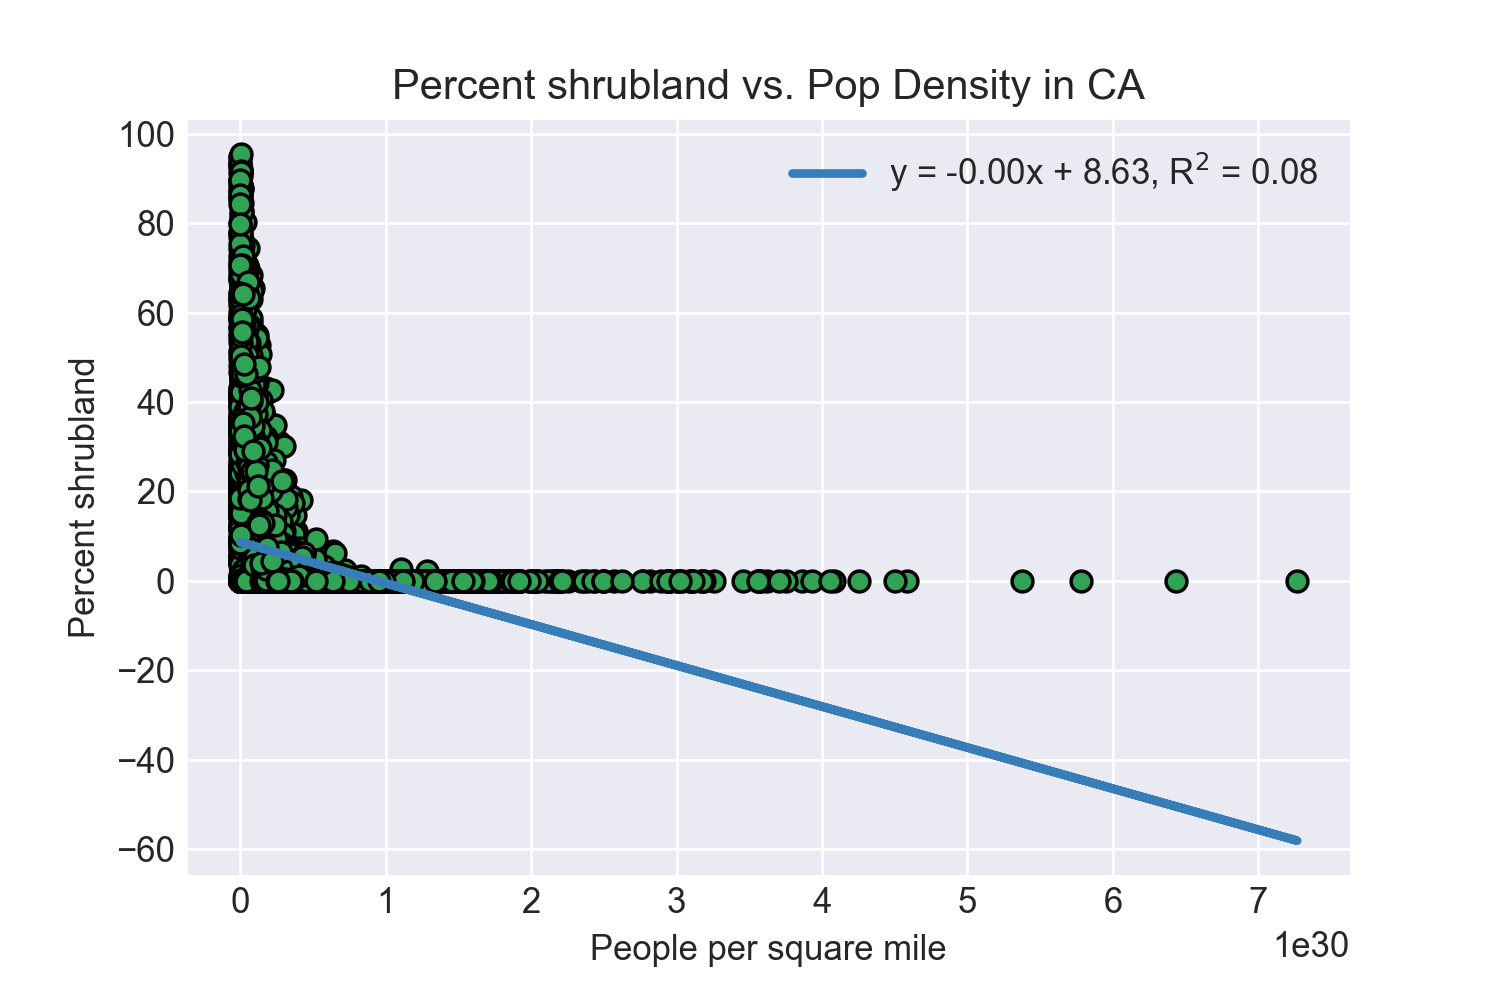 Percent shrubland vs. Pop Density in CA
y = -0.00x + 8.63, R² = 0.08
100
80
60
40
20
0
−20
−40
−60
Percent shrubland
0 1 2 3 4 5 6 7
1e30
People per square mile